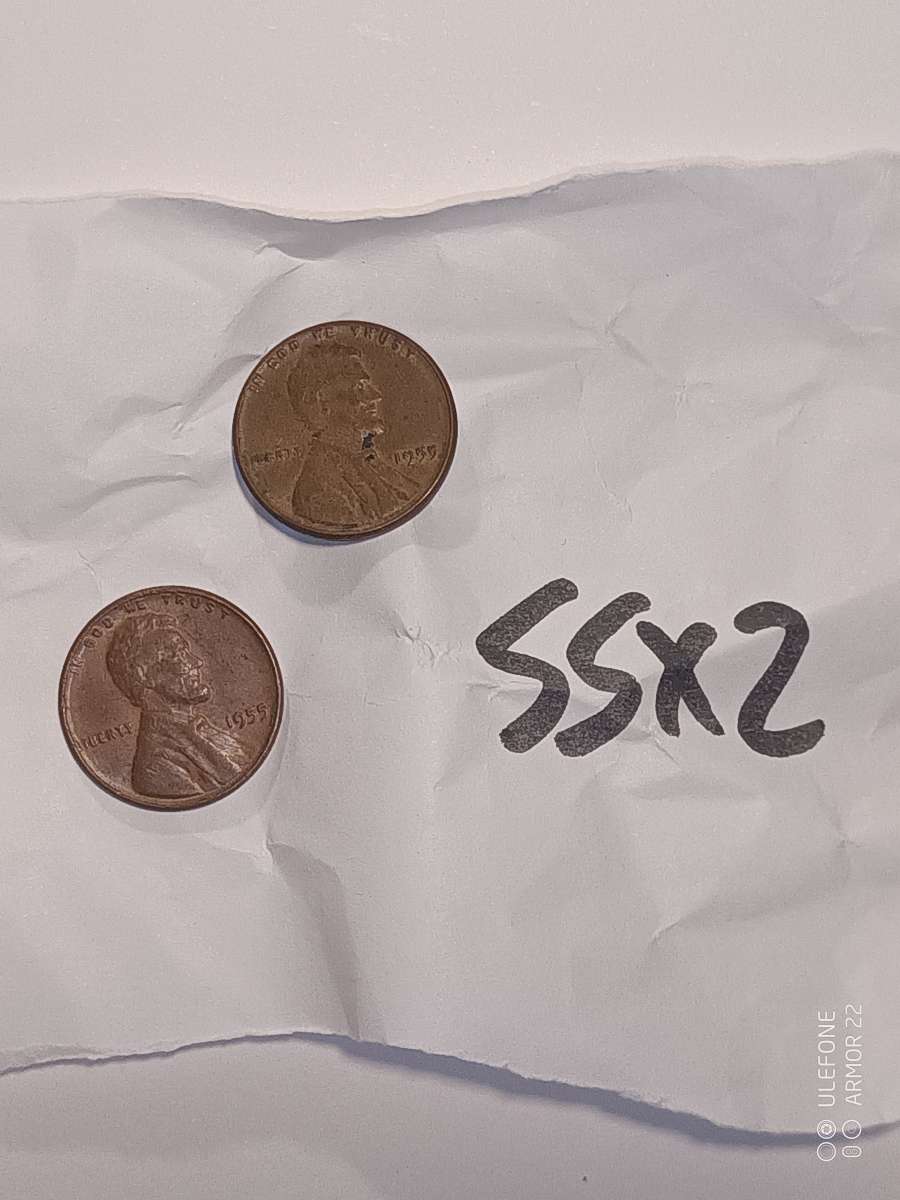 IN GOD WE TRUST
LIBERTY 1955
IN GOD WE TRUST
LIBERTY 1955
55x2
ULEFONE
ARMOR 22